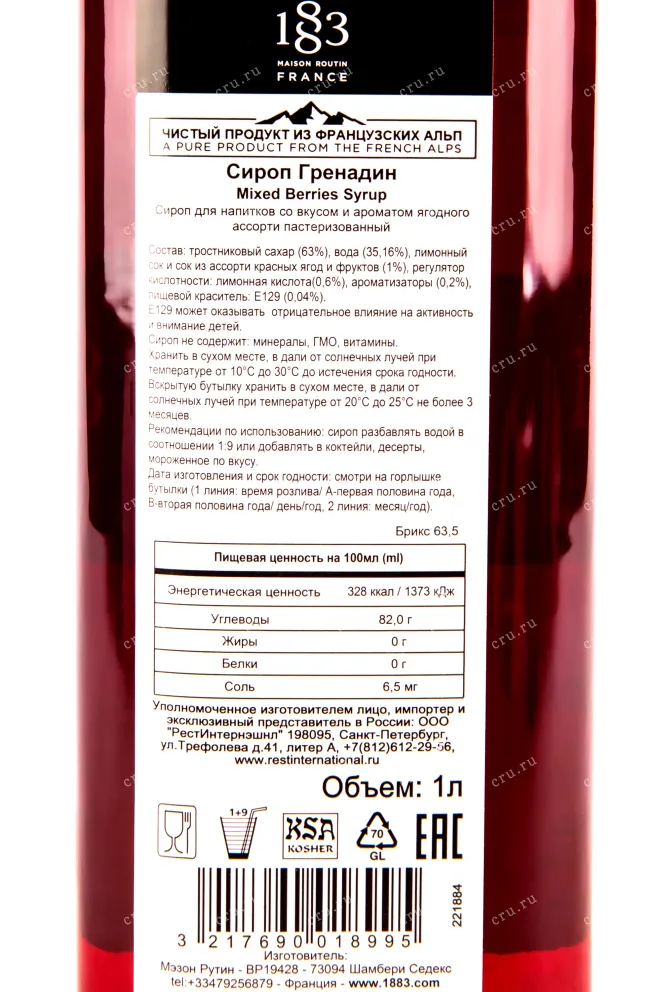 1883
MAISON ROUTIN
FRANCE
ЧИСТЫЙ ПРОДУКТ ИЗ ФРАНЦУЗСКИХ АЛЬП
A PURE PRODUCT FROM THE FRENCH ALPS
Сироп Гренадин
Mixed Berries Syrup
Сироп для напитков со вкусом и ароматом ягодного
ассорти пастеризованный
Состав: тростниковый сахар (63%), вода (35,16%), лимонный
сок и сок из ассорти красных ягод и фруктов (1%), регулятор
кислотности: лимонная кислота(0,6%), ароматизаторы (0,2%),
пищевой краситель: Е129 (0,04%).
Е129 может оказывать отрицательное влияние на активность
и внимание детей.
Сироп не содержит: минералы, ГМО, витамины.
Хранить в сухом месте, в дали от солнечных лучей при
температуре от 10°С до 30°С до истечения срока годности.
Вскрытую бутылку хранить в сухом месте, в дали от
солнечных лучей при температуре от 20°С до 25°С не более 3
месяцев.
Рекомендации по использованию: сироп разбавлять водой в
соотношении 1:9 или добавлять в коктейли, десерты,
мороженное по вкусу.
Дата изготовления и срок годности: смотри на горлышке
бутылки (1 линия: время розлива/ А-первая половина года,
В-вторая половина года/ день/год, 2 линия: месяц/год).
Брикс 63,5
Пищевая ценность на 100мл (ml)
Энергетическая ценность 328 ккал / 1373 кДж
Углеводы 82,0 г
Жиры 0 г
Белки 0 г
Соль 6,5 мг
Уполномоченное изготовителем лицо, импортер и
эксклюзивный представитель в России: ООО
"РестИнтернэшнл" 198095, Санкт-Петербург,
ул.Трефолева д.41, литер А, +7(812)612-29-56,
www.restinternational.ru
Объем: 1л
1+9
KSA
KOSHER
70
GL
EAC
221884
3 217690 018995
Изготовитель:
Мэзон Рутин - ВР19428 - 73094 Шамбери Седекс
tel:+33479256879 - Франция - www.1883.com
cru.ru